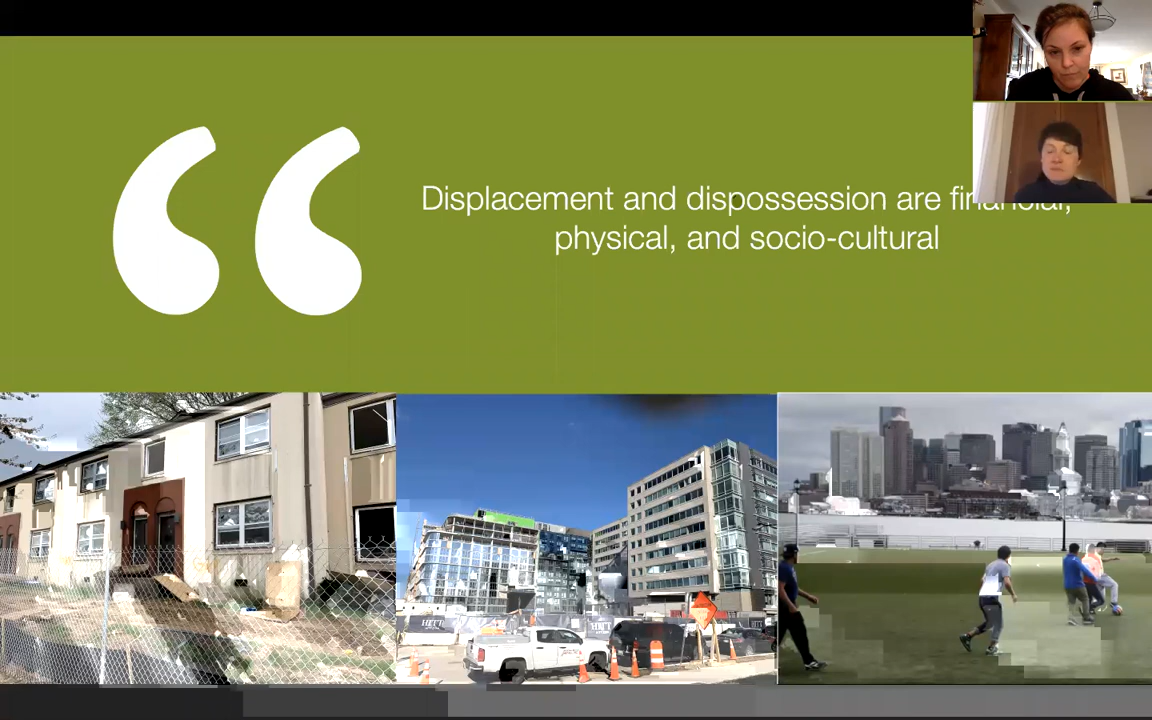 Displacement and dispossession are financial,
physical, and socio-cultural